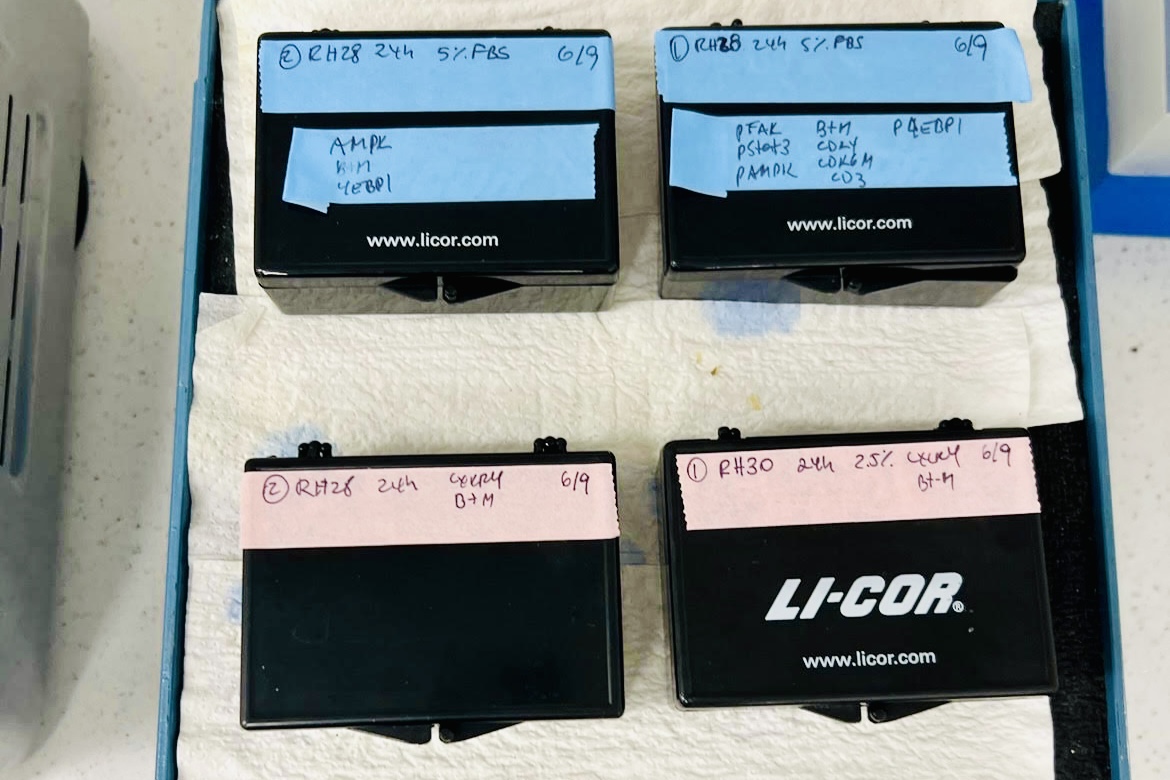 ② RH28 24h 5% FBS 6/9
AMPK
B+M
4EBP1
www.licor.com
① RH28 24h 5% FBS 6/9
pFAK B+M P4EBP1
pStat3 CDK4
PAMPK CDK6M
CD3
www.licor.com
② RH28 24h CXCR4 6/9
B+M
① RH30 24h 25% CXCR4 6/9
B+M
LI-COR®
www.licor.com